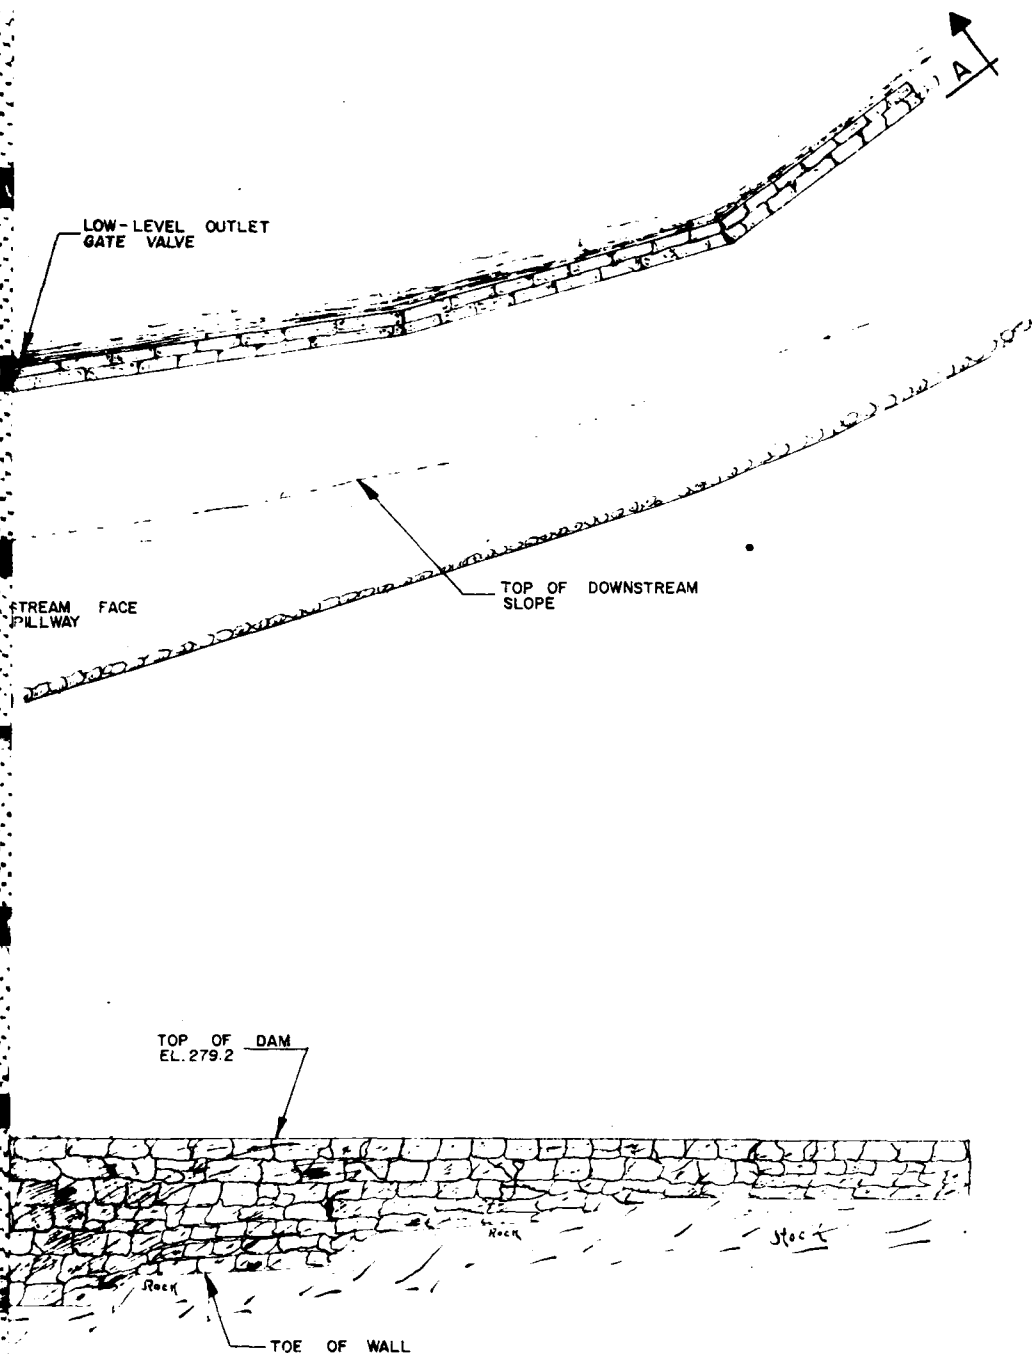 A
LOW-LEVEL OUTLET
GATE VALVE
TOP OF DOWNSTREAM
SLOPE
STREAM FACE
PILLWAY
TOP OF DAM
EL. 279.2
Rock
Rock
Rock
TOE OF WALL